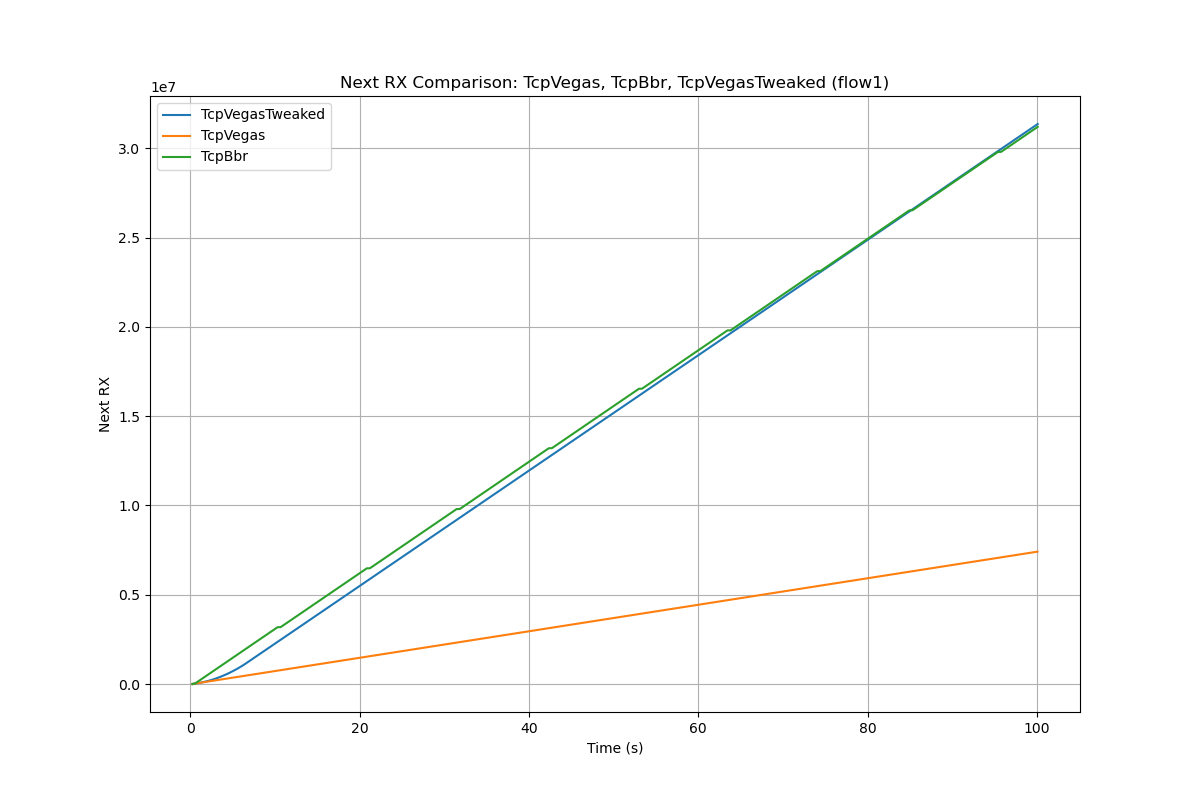 Next RX Comparison: TcpVegas, TcpBbr, TcpVegasTweaked (flow1)
1e7
TcpVegasTweaked
TcpVegas
TcpBbr
3.0
2.5
2.0
1.5
1.0
0.5
0.0
Next RX
0 20 40 60 80 100
Time (s)